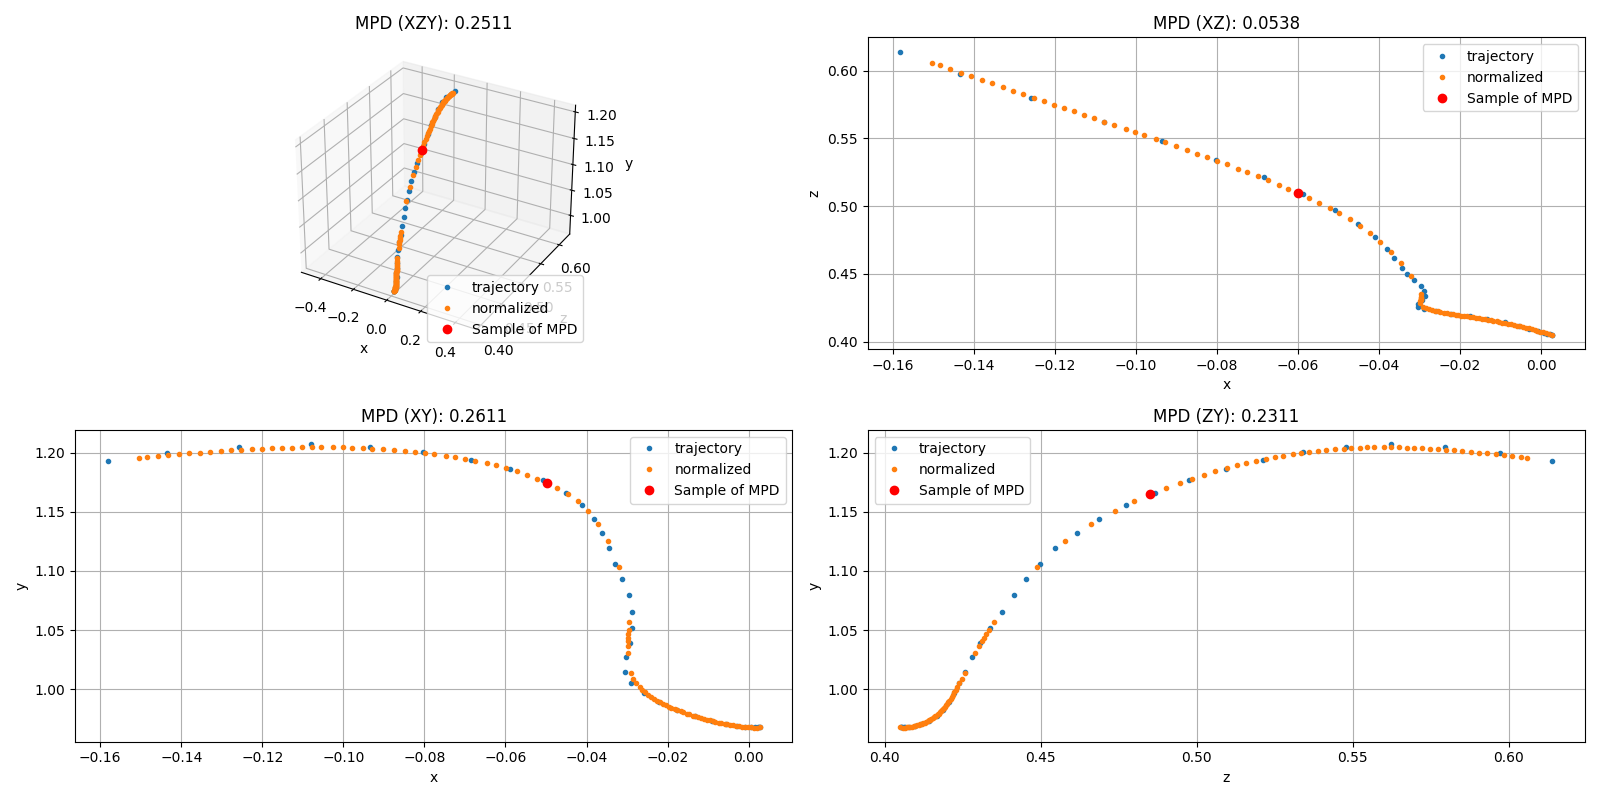 MPD (XZY): 0.2511
1.20
1.15
1.10
1.05
1.00
y
0.60
0.55
0.50
0.45
0.40
z
−0.4
−0.2
0.0
0.2
0.4
x
trajectory
normalized
Sample of MPD
MPD (XZ): 0.0538
trajectory
normalized
Sample of MPD
0.60
0.55
0.50
0.45
0.40
z
−0.16
−0.14
−0.12
−0.10
−0.08
−0.06
−0.04
−0.02
0.00
x
MPD (XY): 0.2611
trajectory
normalized
Sample of MPD
1.20
1.15
1.10
1.05
1.00
y
−0.16
−0.14
−0.12
−0.10
−0.08
−0.06
−0.04
−0.02
0.00
x
MPD (ZY): 0.2311
trajectory
normalized
Sample of MPD
1.20
1.15
1.10
1.05
1.00
y
0.40
0.45
0.50
0.55
0.60
z